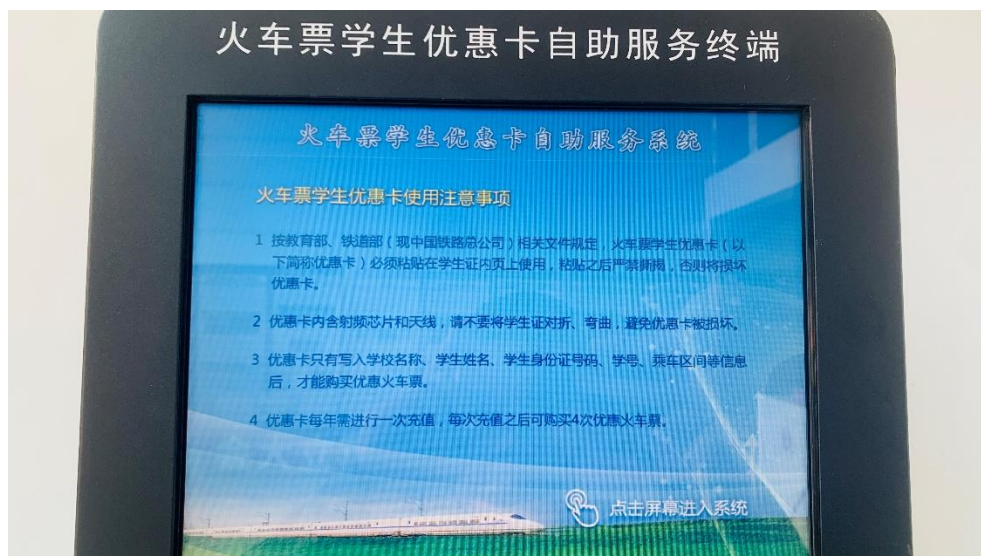 火车票学生优惠卡自助服务终端
火车票学生优惠卡自助服务系统
火车票学生优惠卡使用注意事项
1 按教育部、铁道部(现中国铁路总公司)相关文件规定,火车票学生优惠卡(以
下简称优惠卡)必须粘贴在学生证内页上使用,粘贴之后严禁撕揭,否则将损坏
优惠卡。
2 优惠卡内含射频芯片和天线,请不要将学生证对折、弯曲,避免优惠卡被损坏。
3 优惠卡只有写入学校名称、学生姓名、学生身份证号码、学号、乘车区间等信息
后,才能购买优惠火车票。
4 优惠卡每年需进行一次充值,每次充值之后可购买4次优惠火车票。
点击屏幕进入系统